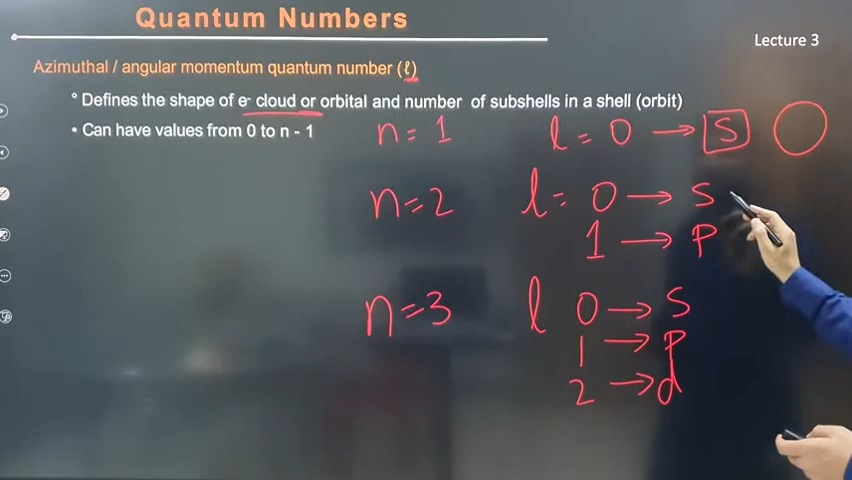 Quantum Numbers
Lecture 3
Azimuthal / angular momentum quantum number (ℓ)
° Defines the shape of e- cloud or orbital and number of subshells in a shell (orbit)
• Can have values from 0 to n - 1
n = 1 l = 0 → S
n = 2 l = 0 → S
1 → P
n = 3 l 0 → S
1 → P
2 → d